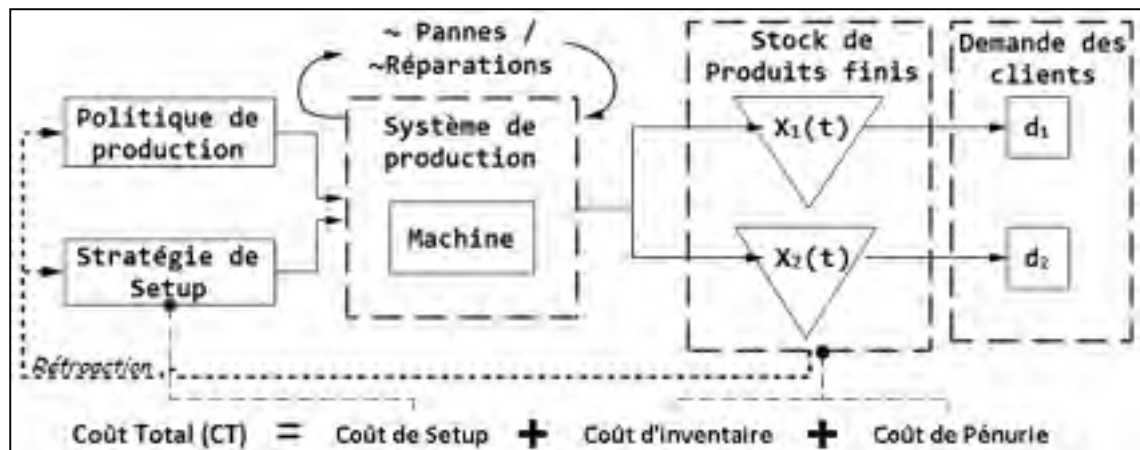 ~ Pannes /
~Réparations
Politique de
production
Stratégie de
Setup
Système de
production
Machine
Stock de
Produits finis
X₁(t)
X₂(t)
Demande des
clients
d₁
d₂
Rétroaction
Coût Total (CT) = Coût de Setup + Coût d'inventaire + Coût de Pénurie